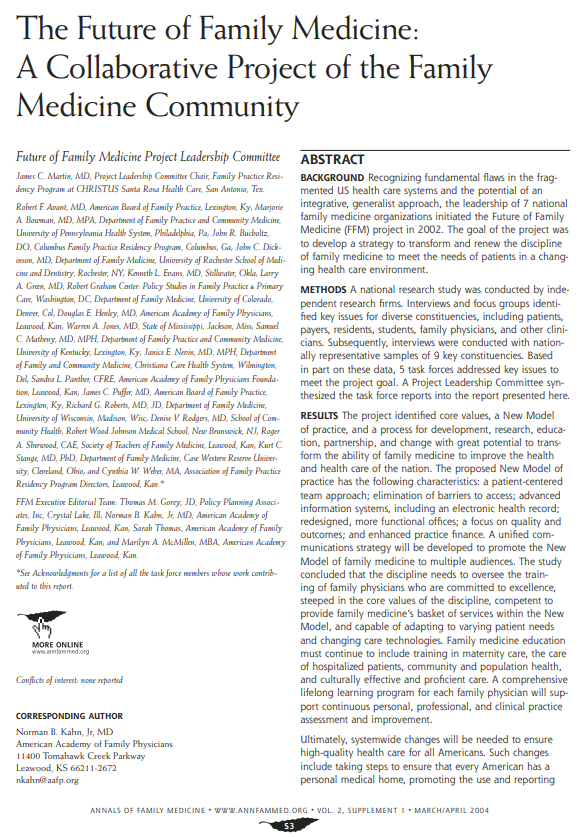 The Future of Family Medicine:
A Collaborative Project of the Family
Medicine Community
Future of Family Medicine Project Leadership Committee
James C. Martin, MD, Project Leadership Committee Chair, Family Practice Resi-
dency Program at CHRISTUS Santa Rosa Health Care, San Antonio, Tex.
Robert F. Avant, MD, American Board of Family Practice, Lexington, Ky, Marjorie
A. Bowman, MD, MPA, Department of Family Practice and Community Medicine,
University of Pennsylvania Health System, Philadelphia, Pa, John R. Bucholtz,
DO, Columbus Family Practice Residency Program, Columbus, Ga, John C. Dick-
inson, MD, Department of Family Medicine, University of Rochester School of Medi-
cine and Dentistry, Rochester, NY, Kenneth L. Evans, MD, Stillwater, Okla, Larry
A. Green, MD, Robert Graham Center: Policy Studies in Family Practice & Primary
Care, Washington, DC, Department of Family Medicine, University of Colorado,
Denver, Col, Douglas E. Henley, MD, American Academy of Family Physicians,
Leawood, Kan, Warren A. Jones, MD, State of Mississippi, Jackson, Miss, Samuel
C. Matheny, MD, MPH, Department of Family Practice and Community Medicine,
University of Kentucky, Lexington, Ky, Janice E. Nevin, MD, MPH, Department
of Family and Community Medicine, Christiana Care Health System, Wilmington,
Del, Sandra L. Panther, CFRE, American Academy of Family Physicians Founda-
tion, Leawood, Kan, James C. Puffer, MD, American Board of Family Practice,
Lexington, Ky, Richard G. Roberts, MD, JD, Department of Family Medicine,
University of Wisconsin, Madison, Wisc, Denise V. Rodgers, MD, School of Com-
munity Health, Robert Wood Johnson Medical School, New Brunswick, NJ, Roger
A. Sherwood, CAE, Society of Teachers of Family Medicine, Leawood, Kan, Kurt C.
Stange, MD, PhD, Department of Family Medicine, Case Western Reserve Univer-
sity, Cleveland, Ohio, and Cynthia W. Weber, MA, Association of Family Practice
Residency Program Directors, Leawood, Kan.*
FFM Executive Editorial Team: Thomas M. Gorey, JD, Policy Planning Associ-
ates, Inc, Crystal Lake, Ill, Norman B. Kahn, Jr, MD, American Academy of
Family Physicians, Leawood, Kan, Sarah Thomas, American Academy of Family
Physicians, Leawood, Kan, and Marilyn A. McMillen, MBA, American Academy
of Family Physicians, Leawood, Kan.
*See Acknowledgments for a list of all the task force members whose work contrib-
uted to this report.
MORE ONLINE
www.annfammed.org
Conflicts of interest: none reported
CORRESPONDING AUTHOR
Norman B. Kahn, Jr, MD
American Academy of Family Physicians
11400 Tomahawk Creek Parkway
Leawood, KS 66211-2672
nkahn@aafp.org
ABSTRACT
BACKGROUND Recognizing fundamental flaws in the frag-
mented US health care systems and the potential of an
integrative, generalist approach, the leadership of 7 national
family medicine organizations initiated the Future of Family
Medicine (FFM) project in 2002. The goal of the project was
to develop a strategy to transform and renew the discipline
of family medicine to meet the needs of patients in a chang-
ing health care environment.
METHODS A national research study was conducted by inde-
pendent research firms. Interviews and focus groups identi-
fied key issues for diverse constituencies, including patients,
payers, residents, students, family physicians, and other clini-
cians. Subsequently, interviews were conducted with nation-
ally representative samples of 9 key constituencies. Based
in part on these data, 5 task forces addressed key issues to
meet the project goal. A Project Leadership Committee syn-
thesized the task force reports into the report presented here.
RESULTS The project identified core values, a New Model
of practice, and a process for development, research, educa-
tion, partnership, and change with great potential to trans-
form the ability of family medicine to improve the health
and health care of the nation. The proposed New Model of
practice has the following characteristics: a patient-centered
team approach; elimination of barriers to access; advanced
information systems, including an electronic health record;
redesigned, more functional offices; a focus on quality and
outcomes; and enhanced practice finance. A unified com-
munications strategy will be developed to promote the New
Model of family medicine to multiple audiences. The study
concluded that the discipline needs to oversee the train-
ing of family physicians who are committed to excellence,
steeped in the core values of the discipline, competent to
provide family medicine's basket of services within the New
Model, and capable of adapting to varying patient needs
and changing care technologies. Family medicine education
must continue to include training in maternity care, the care
of hospitalized patients, community and population health,
and culturally effective and proficient care. A comprehensive
lifelong learning program for each family physician will sup-
port continuous personal, professional, and clinical practice
assessment and improvement.
Ultimately, systemwide changes will be needed to ensure
high-quality health care for all Americans. Such changes
include taking steps to ensure that every American has a
personal medical home, promoting the use and reporting
ANNALS OF FAMILY MEDICINE • WWW.ANNFAMMED.ORG • VOL. 2, SUPPLEMENT 1 • MARCH/APRIL 2004
S3